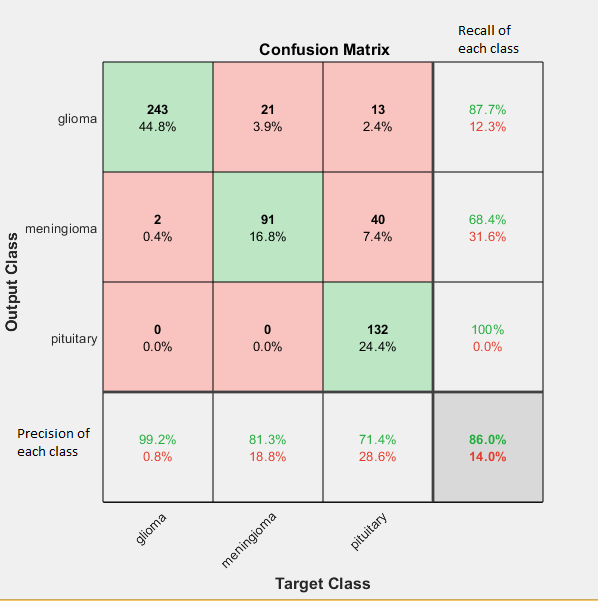 Recall of
each class
Confusion Matrix
glioma
243
44.8%
21
3.9%
13
2.4%
87.7%
12.3%
meningioma
2
0.4%
91
16.8%
40
7.4%
68.4%
31.6%
pituitary
0
0.0%
0
0.0%
132
24.4%
100%
0.0%
Output Class
Precision of
each class
99.2%
0.8%
81.3%
18.8%
71.4%
28.6%
86.0%
14.0%
glioma
meningioma
pituitary
Target Class